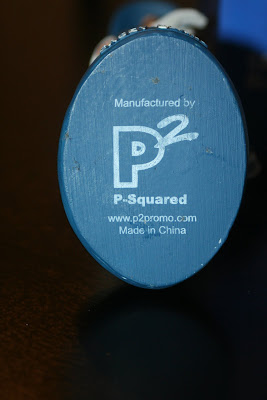 Manufactured by
P2
P-Squared
www.p2promo.com
Made in China